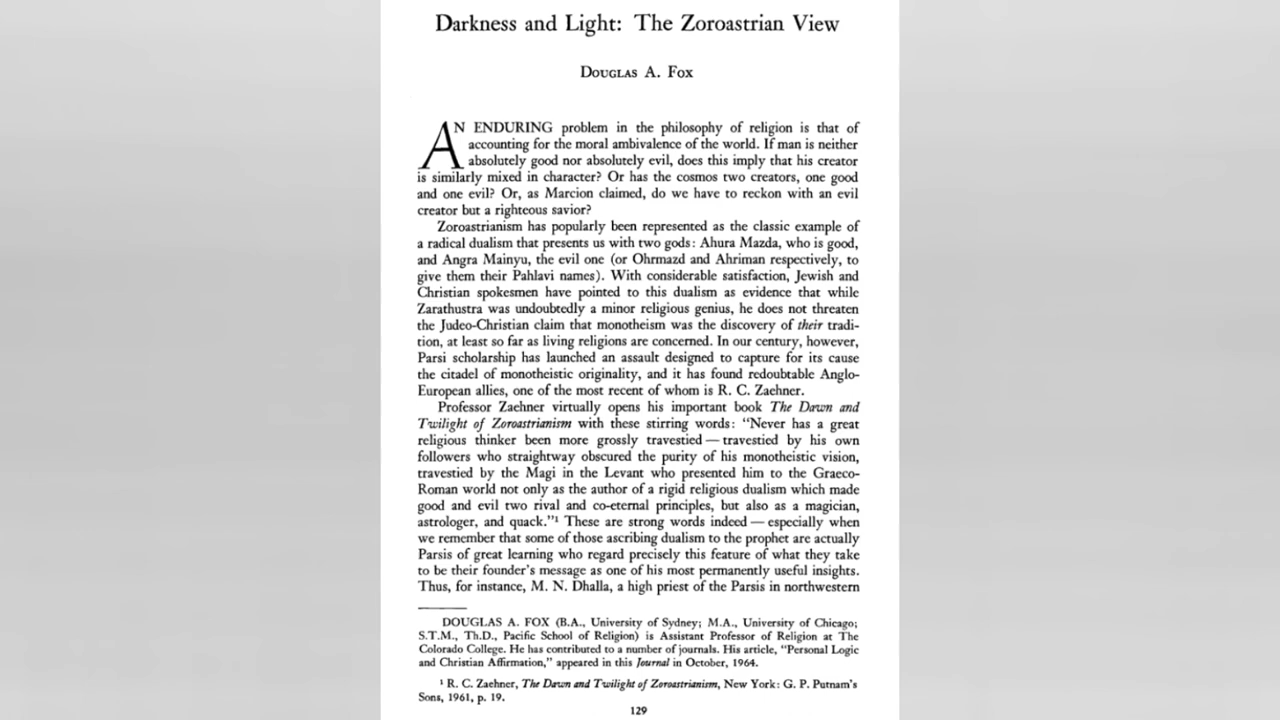 Darkness and Light: The Zoroastrian View
Douglas A. Fox
AN ENDURING problem in the philosophy of religion is that of
accounting for the moral ambivalence of the world. If man is neither
absolutely good nor absolutely evil, does this imply that his creator
is similarly mixed in character? Or has the cosmos two creators, one good
and one evil? Or, as Marcion claimed, do we have to reckon with an evil
creator but a righteous savior?
Zoroastrianism has popularly been represented as the classic example of
a radical dualism that presents us with two gods: Ahura Mazda, who is good,
and Angra Mainyu, the evil one (or Ohrmazd and Ahriman respectively, to
give them their Pahlavi names). With considerable satisfaction, Jewish and
Christian spokesmen have pointed to this dualism as evidence that while
Zarathustra was undoubtedly a minor religious genius, he does not threaten
the Judeo-Christian claim that monotheism was the discovery of their tradi-
tion, at least so far as living religions are concerned. In our century, however,
Parsi scholarship has launched an assault designed to capture for its cause
the citadel of monotheistic originality, and it has found redoubtable Anglo-
European allies, one of the most recent of whom is R. C. Zaehner.
Professor Zaehner virtually opens his important book The Dawn and
Twilight of Zoroastrianism with these stirring words: "Never has a great
religious thinker been more grossly travestied — travestied by his own
followers who straightway obscured the purity of his monotheistic vision,
travestied by the Magi in the Levant who presented him to the Graeco-
Roman world not only as the author of a rigid religious dualism which made
good and evil two rival and co-eternal principles, but also as a magician,
astrologer, and quack."¹ These are strong words indeed — especially when
we remember that some of those ascribing dualism to the prophet are actually
Parsis of great learning who regard precisely this feature of what they take
to be their founder's message as one of his most permanently useful insights.
Thus, for instance, M. N. Dhalla, a high priest of the Parsis in northwestern
DOUGLAS A. FOX (B.A., University of Sydney; M.A., University of Chicago;
S.T.M., Th.D., Pacific School of Religion) is Assistant Professor of Religion at The
Colorado College. He has contributed to a number of journals. His article, "Personal Logic
and Christian Affirmation," appeared in this Journal in October, 1964.
¹ R. C. Zaehner, The Dawn and Twilight of Zoroastrianism, New York: G. P. Putnam's
Sons, 1961, p. 19.
129